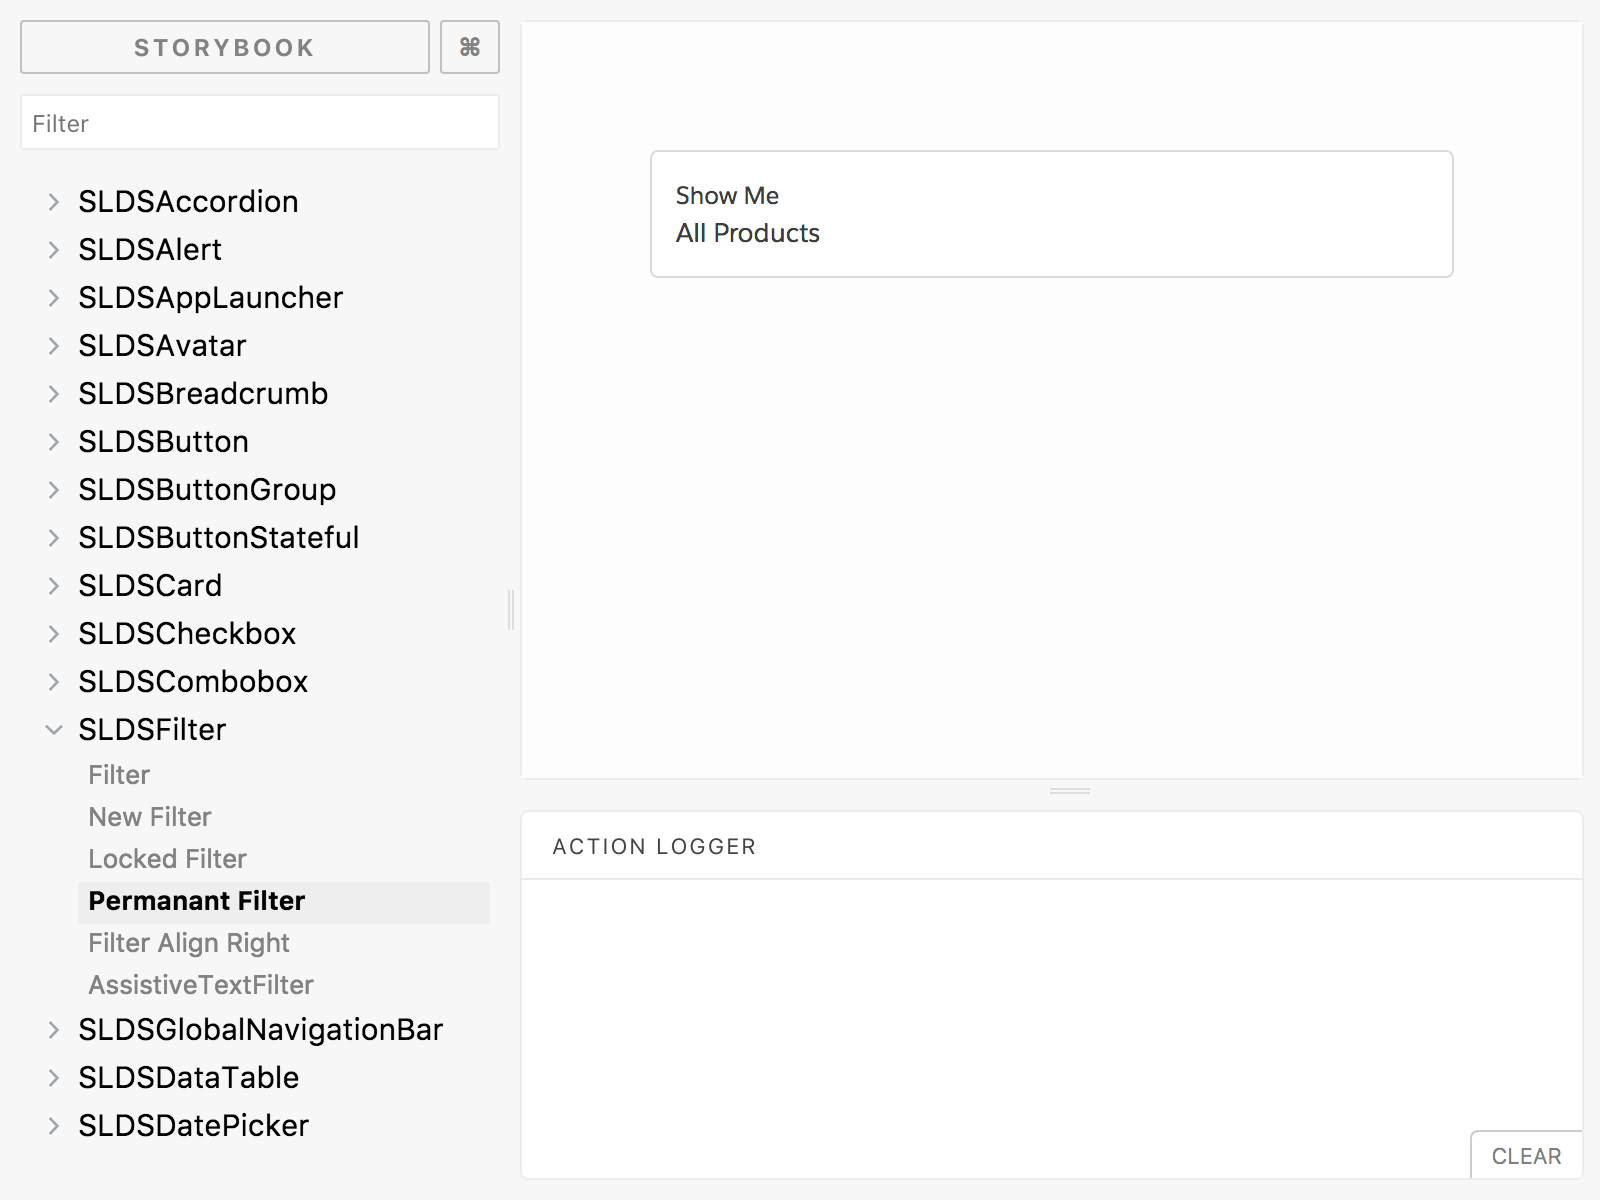 STORYBOOK
⌘
Filter
SLDSAccordion
SLDSAlert
SLDSAppLauncher
SLDSAvatar
SLDSBreadcrumb
SLDSButton
SLDSButtonGroup
SLDSButtonStateful
SLDSCard
SLDSCheckbox
SLDSCombobox
SLDSFilter
Filter
New Filter
Locked Filter
Permanant Filter
Filter Align Right
AssistiveTextFilter
SLDSGlobalNavigationBar
SLDSDataTable
SLDSDatePicker
Show Me
All Products
ACTION LOGGER
CLEAR